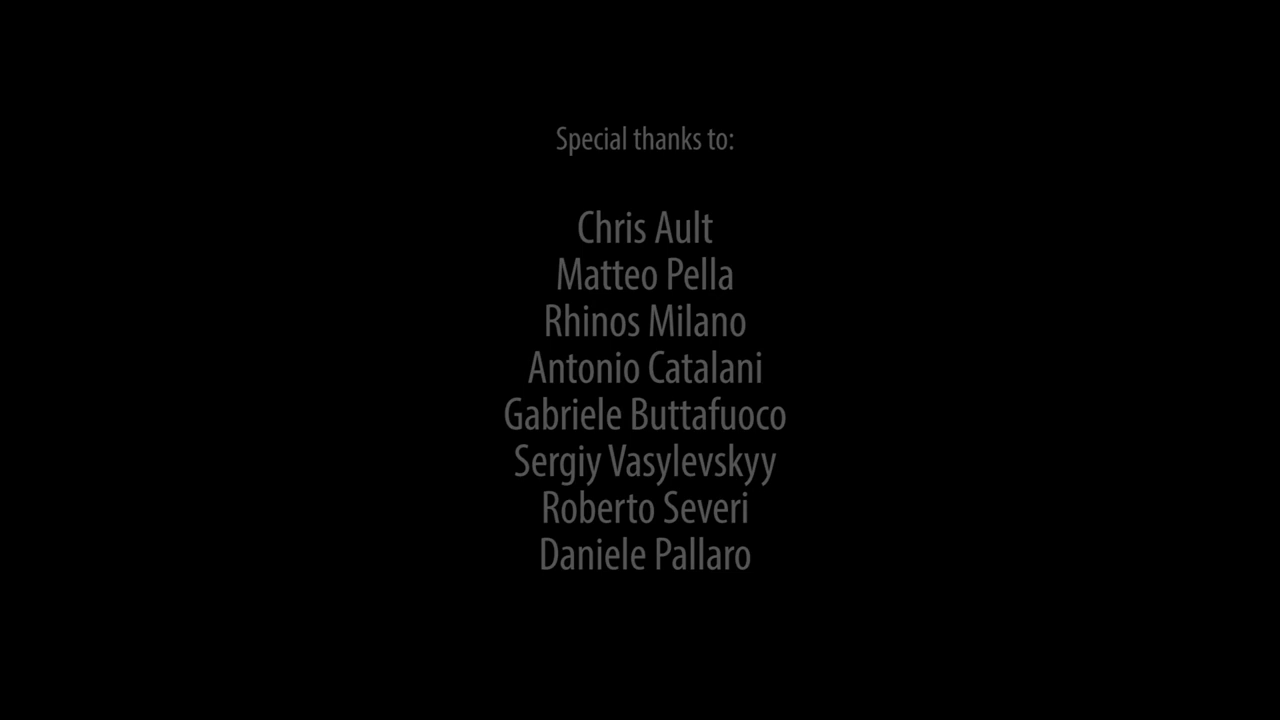 Special thanks to:
Chris Ault
Matteo Pella
Rhinos Milano
Antonio Catalani
Gabriele Buttafuoco
Sergiy Vasylevskyy
Roberto Severi
Daniele Pallaro